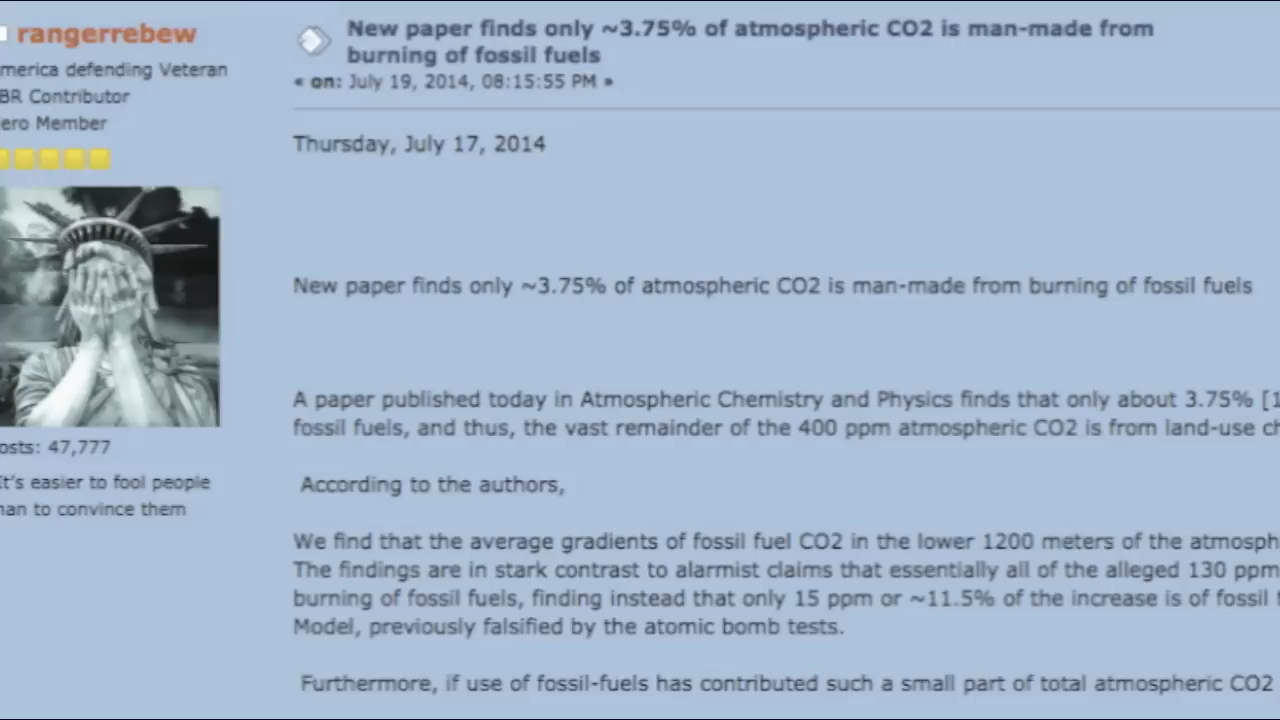 rangerrebew
merica defending Veteran
BR Contributor
ero Member
osts: 47,777
It's easier to fool people
han to convince them
New paper finds only ~3.75% of atmospheric CO2 is man-made from
burning of fossil fuels
« on: July 19, 2014, 08:15:55 PM »
Thursday, July 17, 2014
New paper finds only ~3.75% of atmospheric CO2 is man-made from burning of fossil fuels
A paper published today in Atmospheric Chemistry and Physics finds that only about 3.75% [1
fossil fuels, and thus, the vast remainder of the 400 ppm atmospheric CO2 is from land-use ch
According to the authors,
We find that the average gradients of fossil fuel CO2 in the lower 1200 meters of the atmosph
The findings are in stark contrast to alarmist claims that essentially all of the alleged 130 ppm
burning of fossil fuels, finding instead that only 15 ppm or ~11.5% of the increase is of fossil f
Model, previously falsified by the atomic bomb tests.
Furthermore, if use of fossil-fuels has contributed such a small part of total atmospheric CO2